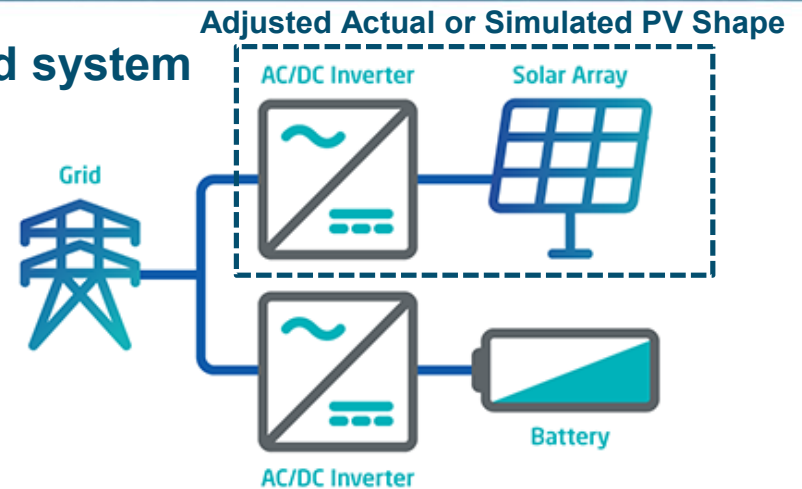 Adjusted Actual or Simulated PV Shape
d system
AC/DC Inverter
Solar Array
Grid
Battery
AC/DC Inverter